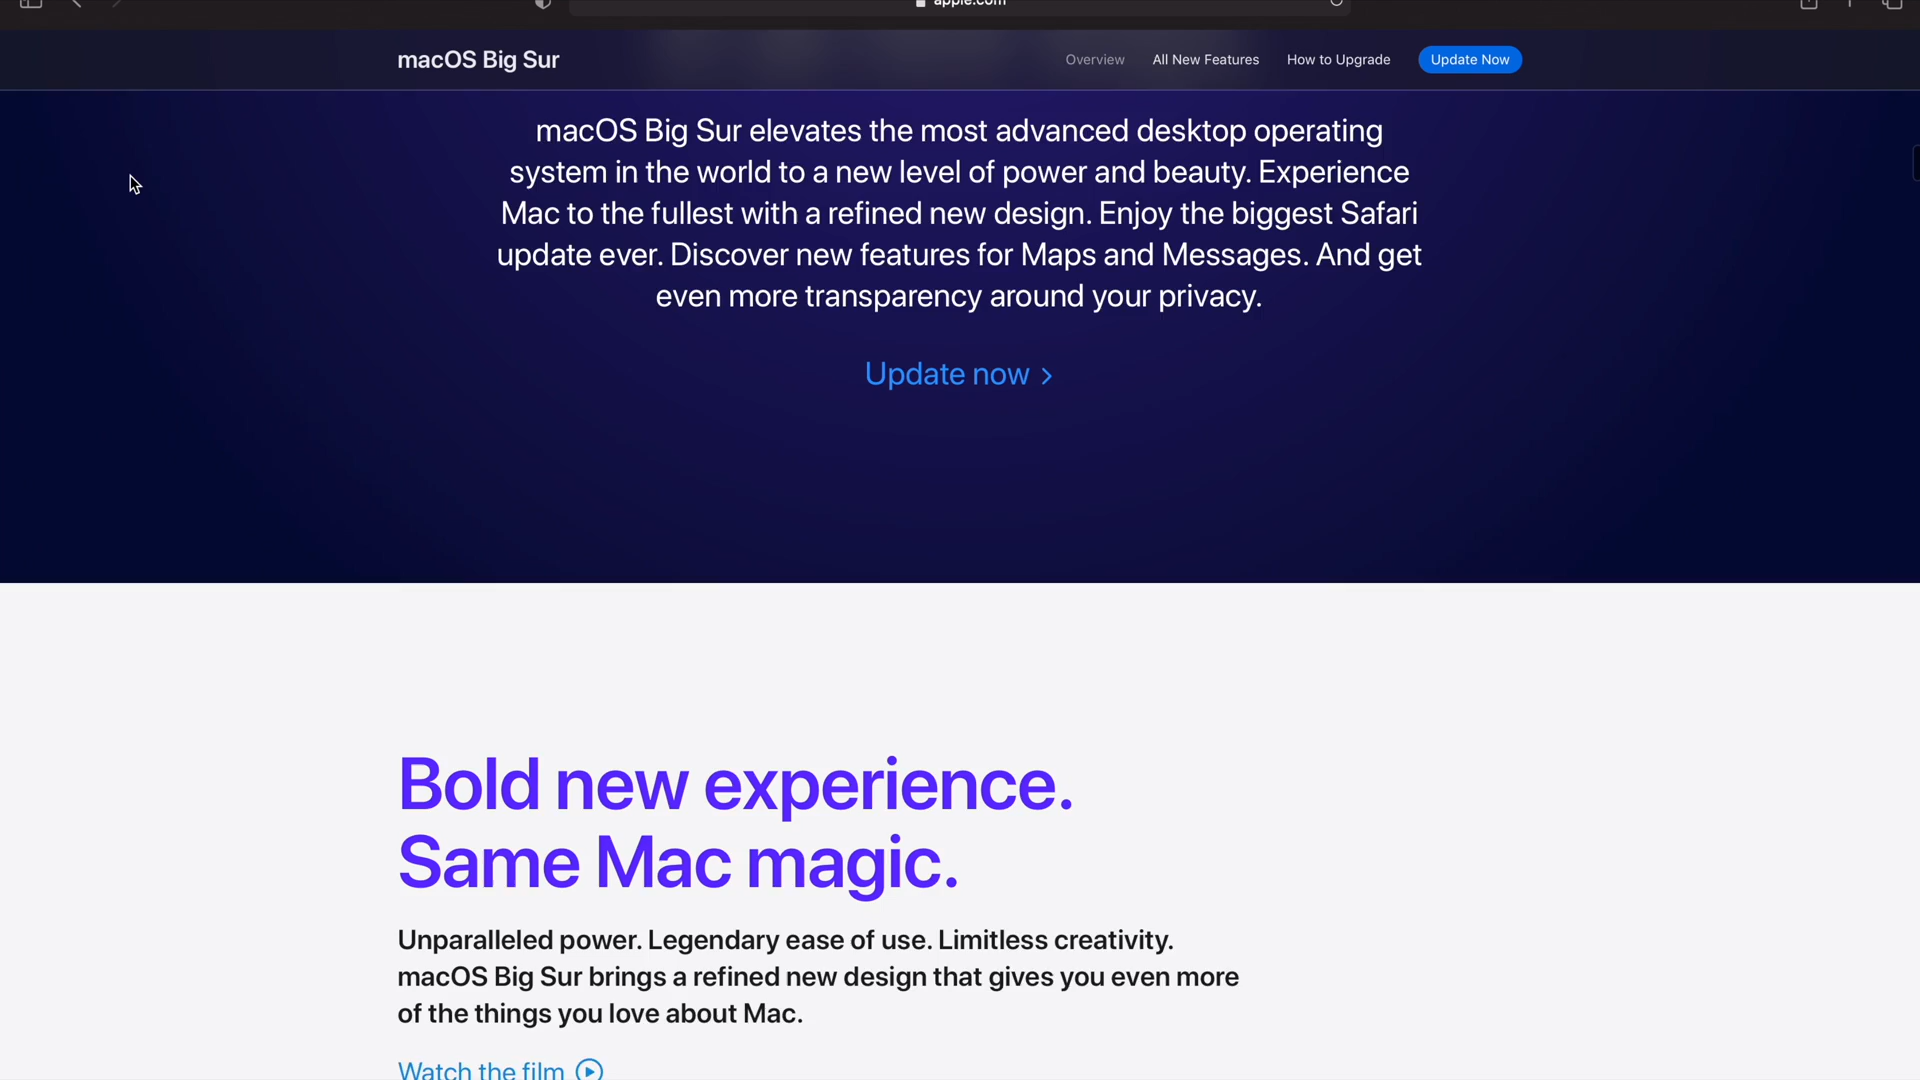 apple.com
macOS Big Sur
Overview
All New Features
How to Upgrade
Update Now
macOS Big Sur elevates the most advanced desktop operating
system in the world to a new level of power and beauty. Experience
Mac to the fullest with a refined new design. Enjoy the biggest Safari
update ever. Discover new features for Maps and Messages. And get
even more transparency around your privacy.
Update now
Bold new experience.
Same Mac magic.
Unparalleled power. Legendary ease of use. Limitless creativity.
macOS Big Sur brings a refined new design that gives you even more
of the things you love about Mac.
Watch the film